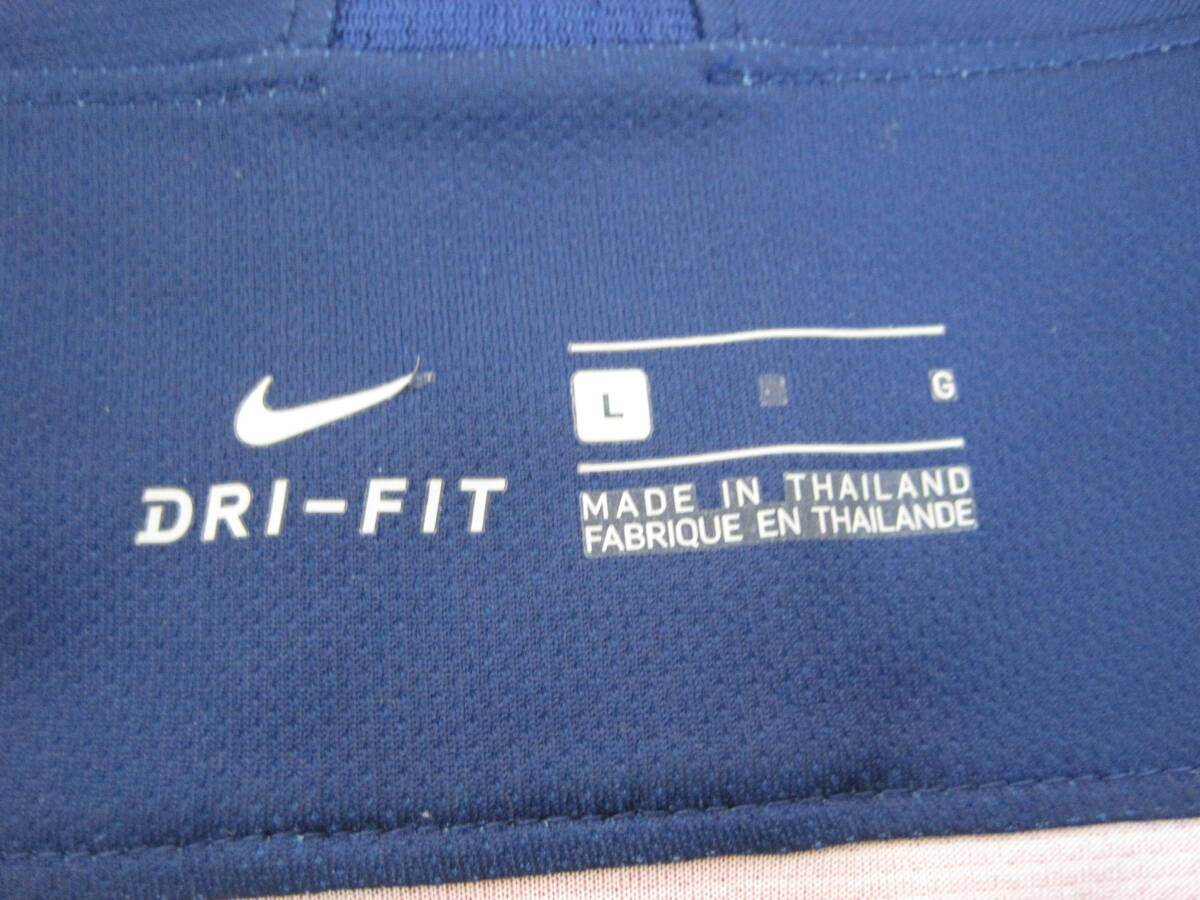 DRI-FIT
L G
MADE IN THAILAND
FABRIQUE EN THAILANDE